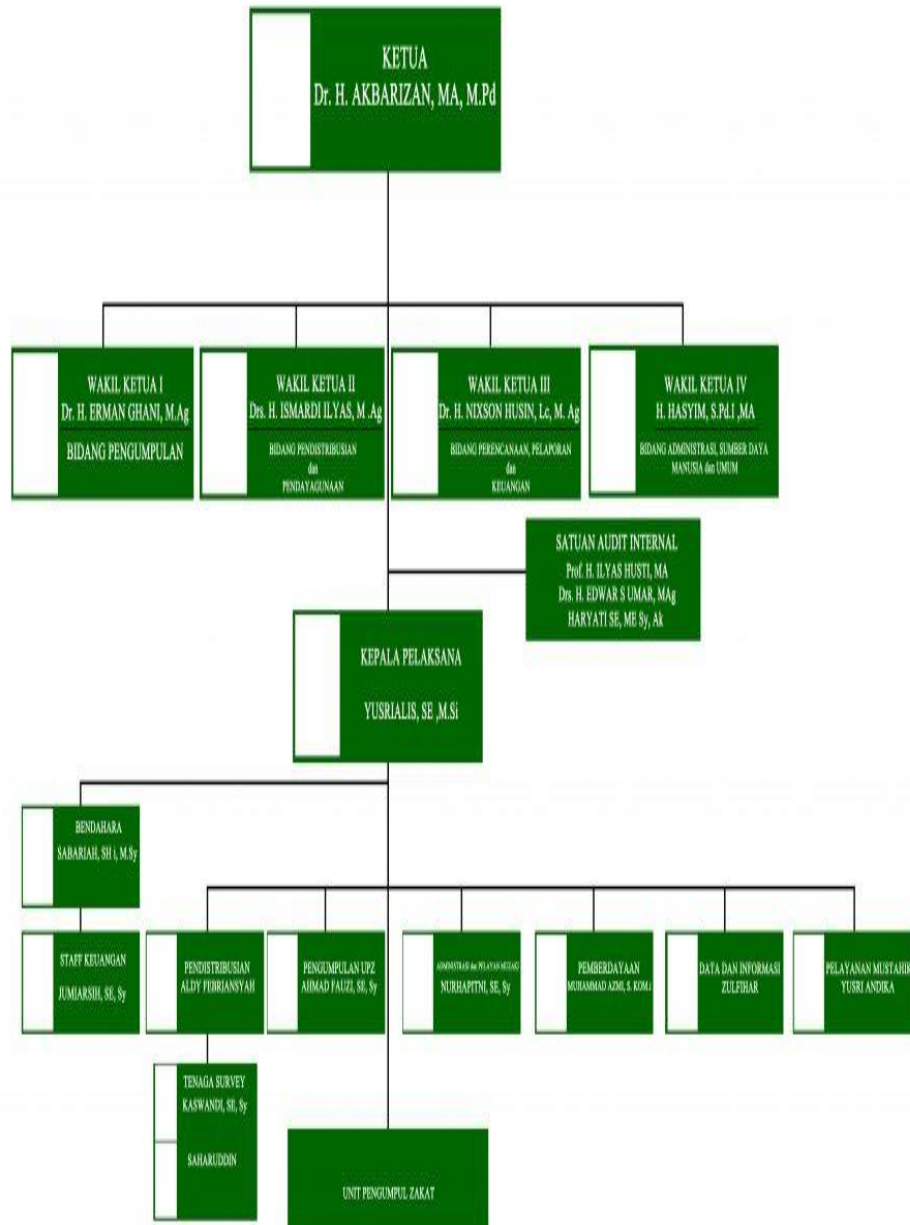 KETUA
Dr. H. AKBARIZAN, MA, M.Pd
WAKIL KETUA I
Dr. H. ERMAN GHANI, M.Ag
BIDANG PENGUMPULAN
WAKIL KETUA II
Drs. H. ISMARDI ILYAS, M .Ag
BIDANG PENDISTRIBUSIAN
dan
PENDAYAGUNAAN
WAKIL KETUA III
Dr. H. NIXSON HUSIN, Lc, M. Ag
BIDANG PERENCANAAN, PELAPORAN
dan
KEUANGAN
WAKIL KETUA IV
H. HASYIM, S.Pd.I ,MA
BIDANG ADMINISTRASI, SUMBER DAYA
MANUSIA dan UMUM
SATUAN AUDIT INTERNAL
Prof. H. ILYAS HUSTI, MA
Drs. H. EDWAR S UMAR, MAg
HARYATI SE, ME Sy, Ak
KEPALA PELAKSANA
YUSRIALIS, SE ,M.Si
BENDAHARA
SABARIAH, SH i, M.Sy
STAFF KEUANGAN
JUMIARSIH, SE, Sy
PENDISTRIBUSIAN
ALDY FEBRIANSYAH
PENGUMPULAN UPZ
AHMAD FAUZI, SE, Sy
ADMINISTRASI dan PELAYAN
NURHAPITNI, SE, Sy
PEMBERDAYAAN
MUHAMMAD AZMI, S. KOM.i
DATA DAN INFORMASI
ZULFIHAR
PELAYANAN MUSTAHIK
YUSRI ANDIKA
TENAGA SURVEY
KASWANDI, SE, Sy
SAHARUDDIN
UNIT PENGUMPUL ZAKAT